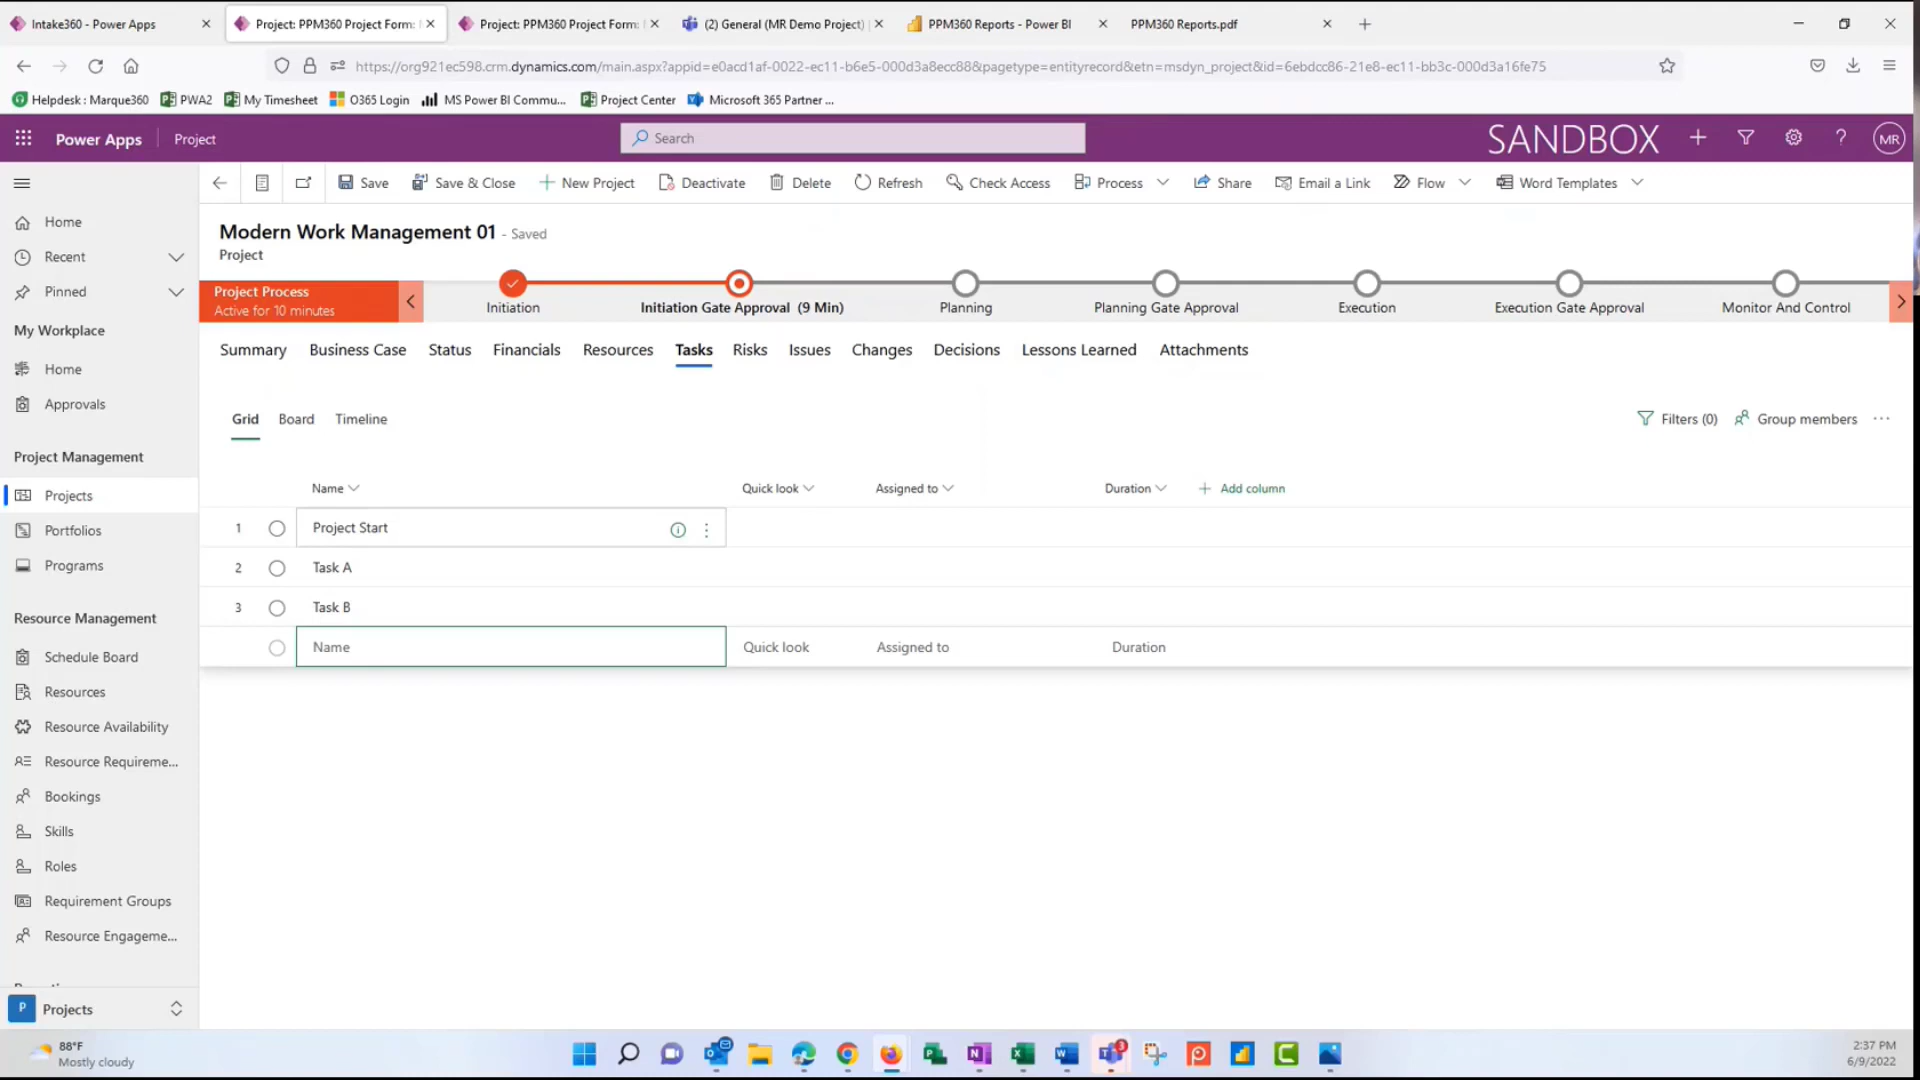 Intake360 - Power Apps
Project: PPM360 Project Form:
Project: PPM360 Project Form:
(2) General (MR Demo Project) |
PPM360 Reports - Power BI
PPM360 Reports.pdf
https://org921ec598.crm.dynamics.com/main.aspx?appid=e0acd1af-0022-ec11-b6e5-000d3a8ecc88&pagetype=entityrecord&etn=msdyn_project&id=6ebdcc86-21e8-ec11-bb3c-000d3a16fe75
Helpdesk : Marque360
PWA2
My Timesheet
O365 Login
MS Power BI Commu...
Project Center
Microsoft 365 Partner ...
Power Apps
Project
Search
SANDBOX
MR
Save
Save & Close
New Project
Deactivate
Delete
Refresh
Check Access
Process
Share
Email a Link
Flow
Word Templates
Home
Recent
Pinned
My Workplace
Home
Approvals
Project Management
Projects
Portfolios
Programs
Resource Management
Schedule Board
Resources
Resource Availability
Resource Requireme...
Bookings
Skills
Roles
Requirement Groups
Resource Engageme...
P Projects
Modern Work Management 01 - Saved
Project
Project Process
Active for 10 minutes
Initiation
Initiation Gate Approval (9 Min)
Planning
Planning Gate Approval
Execution
Execution Gate Approval
Monitor And Control
Summary
Business Case
Status
Financials
Resources
Tasks
Risks
Issues
Changes
Decisions
Lessons Learned
Attachments
Grid
Board
Timeline
Filters (0)
Group members
Name
Quick look
Assigned to
Duration
Add column
1 Project Start
2 Task A
3 Task B
Name
Quick look
Assigned to
Duration
88°F
Mostly cloudy
3
2:37 PM
6/9/2022